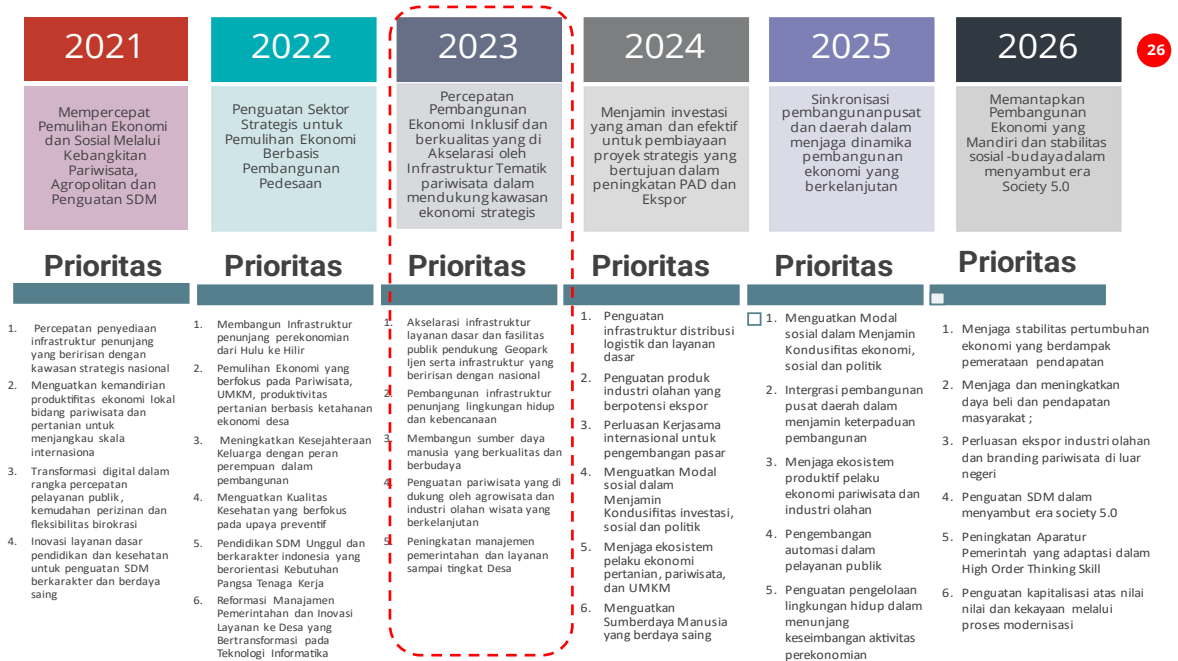 2021
Mempercepat
Pemulihan Ekonomi
dan Sosial Melalui
Kebangkitan
Pariwisata,
Agropolitan dan
Penguatan SDM
Prioritas
1. Percepatan penyediaan
infrastruktur penunjang
yang beririsan dengan
kawasan strategis nasional
2. Menguatkan kemandirian
produktifitas ekonomi lokal
bidang pariwisata dan
pertanian untuk
menjangkau skala
internasiona
3. Transformasi digital dalam
rangka percepatan
pelayanan publik,
kemudahan perizinan dan
fleksibilitas birokrasi
4. Inovasi layanan dasar
pendidikan dan kesehatan
untuk penguatan SDM
berkarakter dan berdaya
saing
2022
Penguatan Sektor
Strategis untuk
Pemulihan Ekonomi
Berbasis
Pembangunan
Pedesaan
Prioritas
1. Membangun Infrastruktur
penunjang perekonomian
dari Hulu ke Hilir
2. Pemulihan Ekonomi yang
berfokus pada Pariwisata,
UMKM, produktivitas
pertanian berbasis ketahanan
ekonomi desa
3. Meningkatkan Kesejahteraan
Keluarga dengan peran
perempuan dalam
pembangunan
4. Menguatkan Kualitas
Kesehatan yang berfokus
pada upaya preventif
5. Pendidikan SDM Unggul dan
berkarakter indonesia yang
berorientasi Kebutuhan
Pangsa Tenaga Kerja
6. Reformasi Manajamen
Pemerintahan dan Inovasi
Layanan ke Desa yang
Bertransformasi pada
Teknologi Informatika
2023
Percepatan
Pembangunan
Ekonomi Inklusif dan
berkualitas yang di
Akselarasi oleh
Infrastruktur Tematik
pariwisata dalam
mendukung kawasan
ekonomi strategis
Prioritas
1. Akselarasi infrastruktur
layanan dasar dan fasilitas
publik pendukung Geopark
Ijen serta infrastruktur yang
beririsan dengan nasional
2. Pembangunan infrastruktur
penunjang lingkungan hidup
dan kebencanaan
3. Membangun sumber daya
manusia yang berkualitas dan
berbudaya
4. Penguatan pariwisata yang di
dukung oleh agrowisata dan
industri olahan wisata yang
berkelanjutan
5. Peningkatan manajemen
pemerintahan dan layanan
sampai tingkat Desa
2024
Menjamin investasi
yang aman dan efektif
untuk pembiayaan
proyek strategis yang
bertujuan dalam
peningkatan PAD dan
Ekspor
Prioritas
1. Penguatan
infrastruktur distribusi
logistik dan layanan
dasar
2. Penguatan produk
industri olahan yang
berpotensi ekspor
3. Perluasan Kerjasama
internasional untuk
pengembangan pasar
4. Menguatkan Modal
sosial dalam
Menjamin
Kondusifitas investasi,
sosial dan politik
5. Menjaga ekosistem
pelaku ekonomi
pertanian, pariwisata,
dan UMKM
6. Menguatkan
Sumberdaya Manusia
yang berdaya saing
2025
Sinkronisasi
pembangunanpusat
dan daerah dalam
menjaga dinamika
pembangunan
ekonomi yang
berkelanjutan
Prioritas
1. Menguatkan Modal
sosial dalam Menjamin
Kondusifitas ekonomi,
sosial dan politik
2. Intergrasi pembangunan
pusat daerah dalam
menjamin keterpaduan
pembangunan
3. Menjaga ekosistem
produktif pelaku
ekonomi pariwisata dan
industri olahan
4. Pengembangan
automasi dalam
pelayanan publik
5. Penguatan pengelolaan
lingkungan hidup dalam
menunjang
keseimbangan aktivitas
perekonomian
2026
Memantapkan
Pembangunan
Ekonomi yang
Mandiri dan stabilitas
sosial -budayadalam
menyambut era
Society 5.0
Prioritas
1. Menjaga stabilitas pertumbuhan
ekonomi yang berdampak
pemerataan pendapatan
2. Menjaga dan meningkatkan
daya beli dan pendapatan
masyarakat ;
3. Perluasan ekspor industri olahan
dan branding pariwisata di luar
negeri
4. Penguatan SDM dalam
menyambut era society 5.0
5. Peningkatan Aparatur
Pemerintah yang adaptasi dalam
High Order Thinking Skill
6. Penguatan kapitalisasi atas nilai
nilai dan kekayaan melalui
proses modernisasi
26